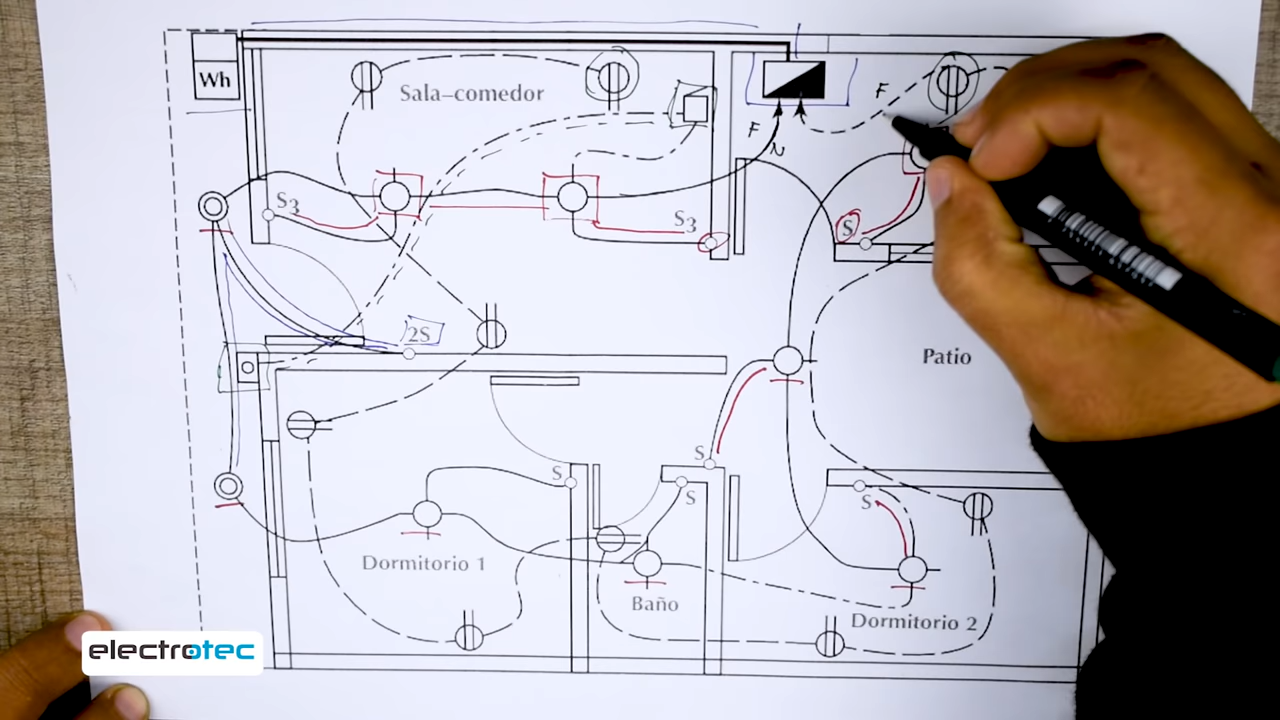 Wh
Sala–comedor
F
F
N
S3
S3
S
2S
Patio
S
S
S
S
Dormitorio 1
Baño
Dormitorio 2
electrotec